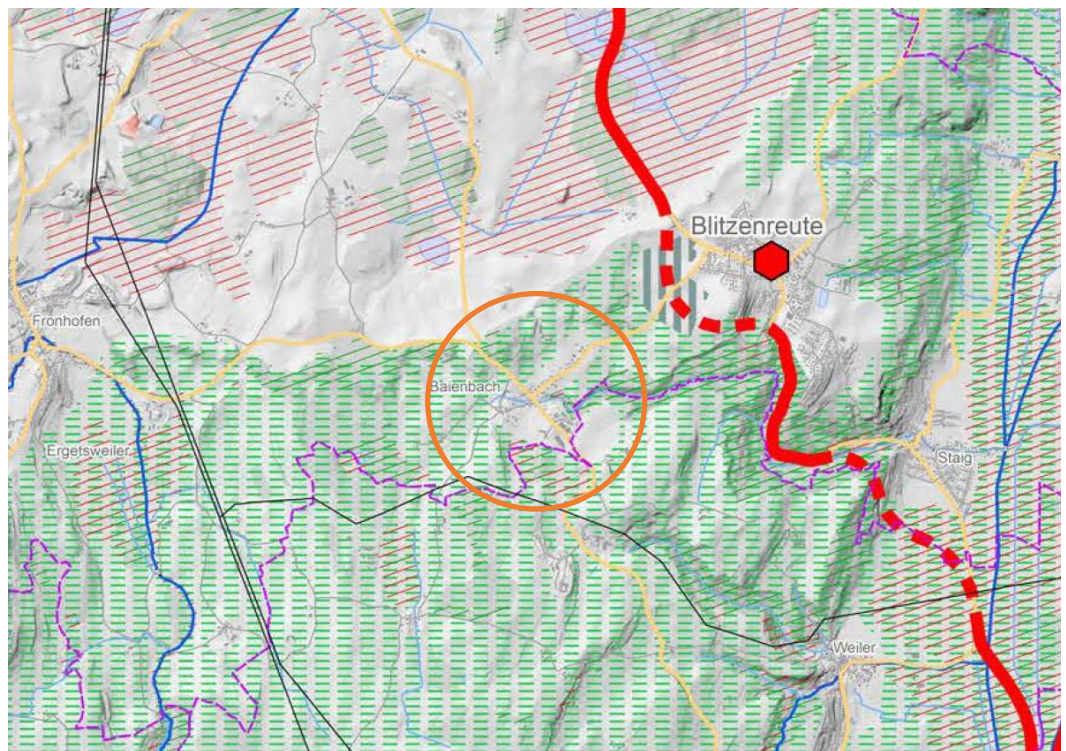 Blitzenreute
Fronhofen
Baienbach
Ergetsweiler
Staig
Weiler